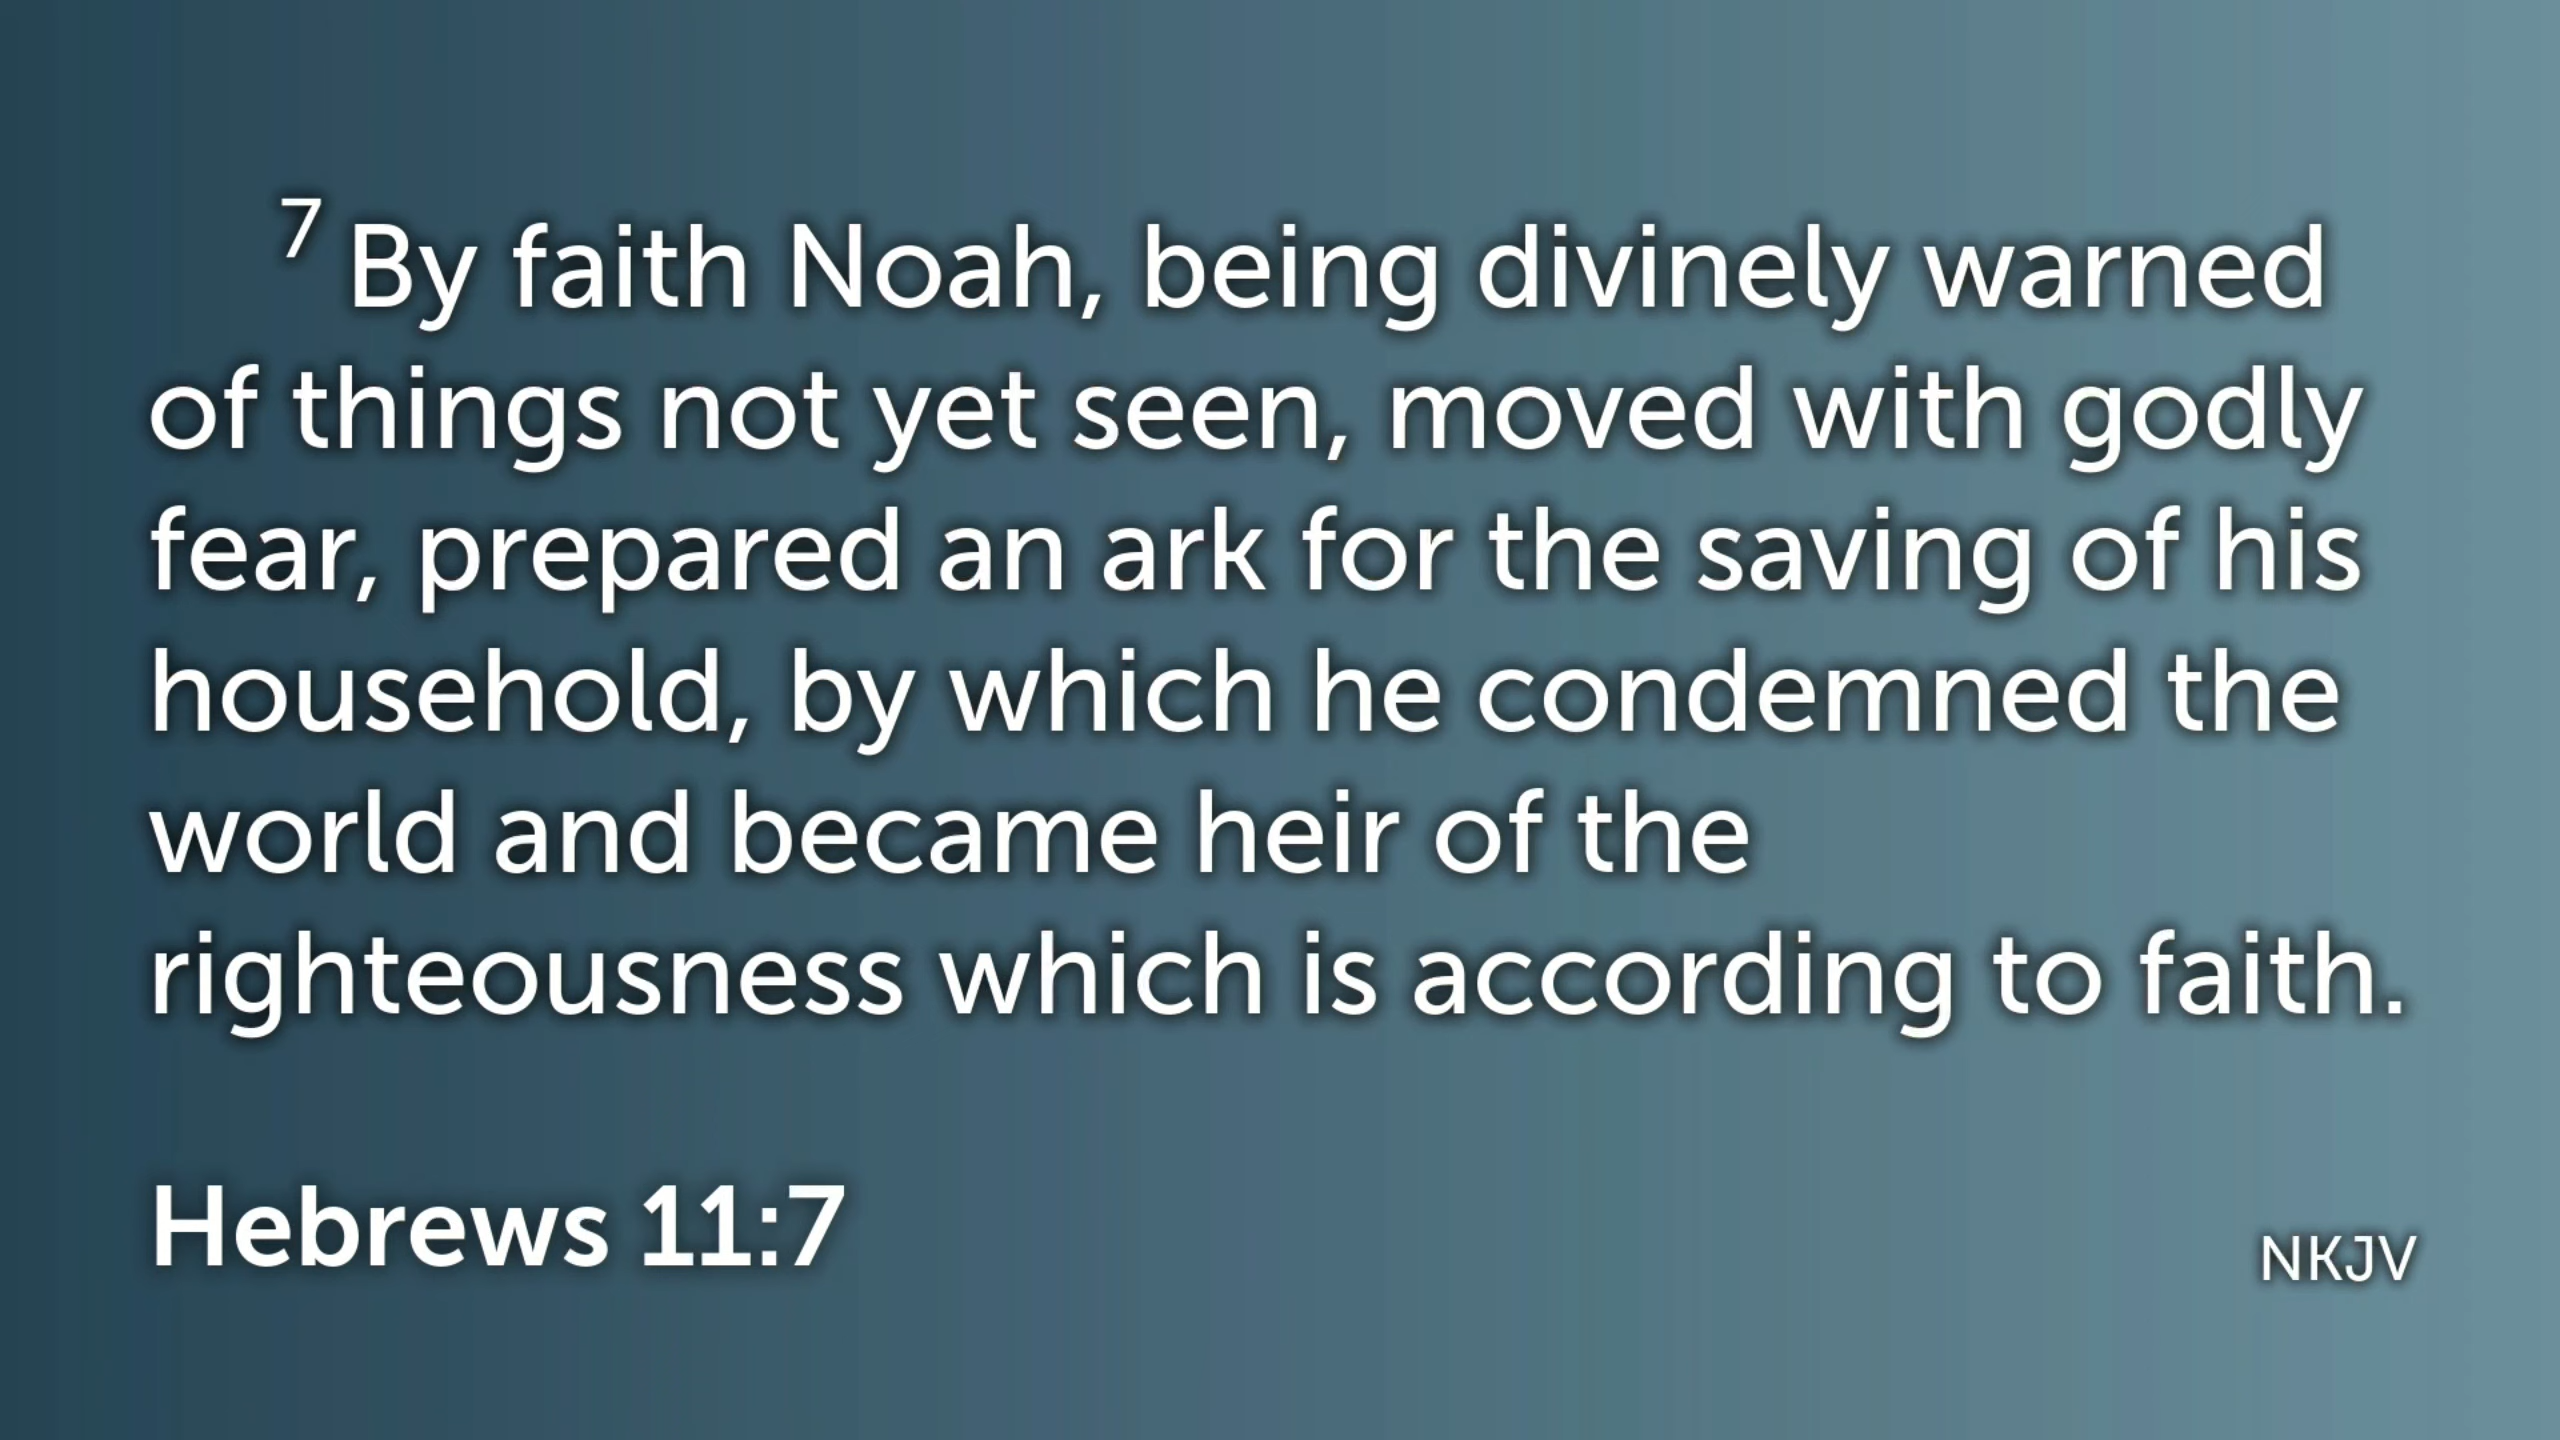 7 By faith Noah, being divinely warned
of things not yet seen, moved with godly
fear, prepared an ark for the saving of his
household, by which he condemned the
world and became heir of the
righteousness which is according to faith.
Hebrews 11:7
NKJV